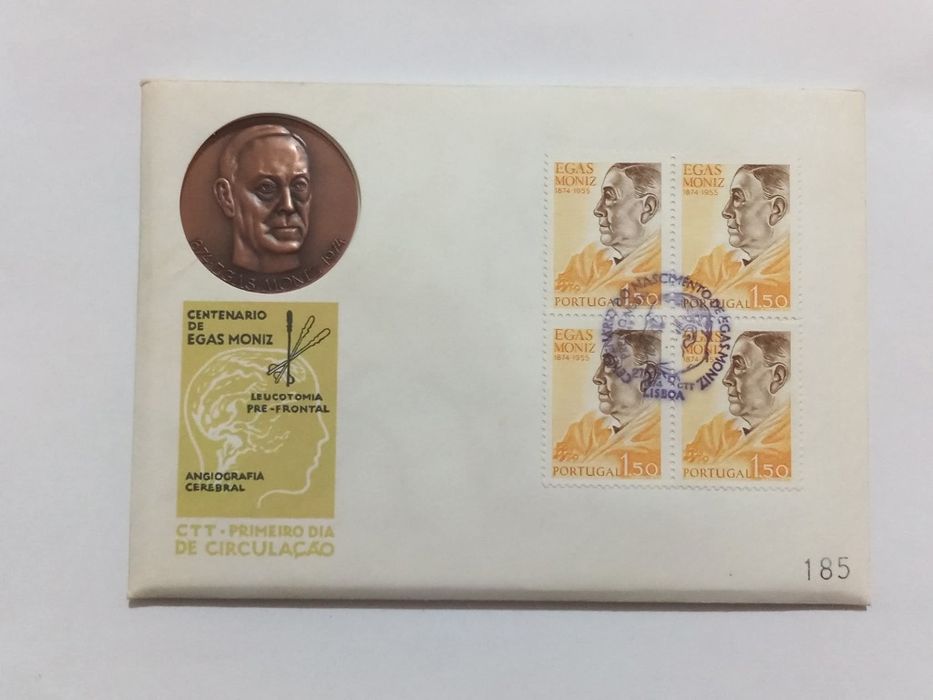 1874 EGAS MONIZ 1974
CENTENARIO
DE
EGAS MONIZ
LEUCOTOMIA
PRE-FRONTAL
ANGIOGRAFIA
CEREBRAL
CTT - PRIMEIRO DIA
DE CIRCULAÇÃO
EGAS
MONIZ
1874-1955
PORTUGAL 1.50
EGAS
MONIZ
1874-1955
PORTUGAL 1.50
EGAS
MONIZ
1874-1955
PORTUGAL 1.50
EGAS
MONIZ
1874-1955
PORTUGAL 1.50
NASCIMENTO DE EGAS MONIZ
CTT
LISBOA
185